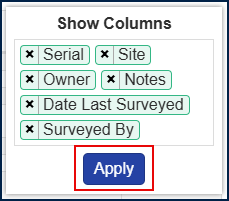 Show Columns
× Serial × Site
× Owner × Notes
× Date Last Surveyed
× Surveyed By
Apply